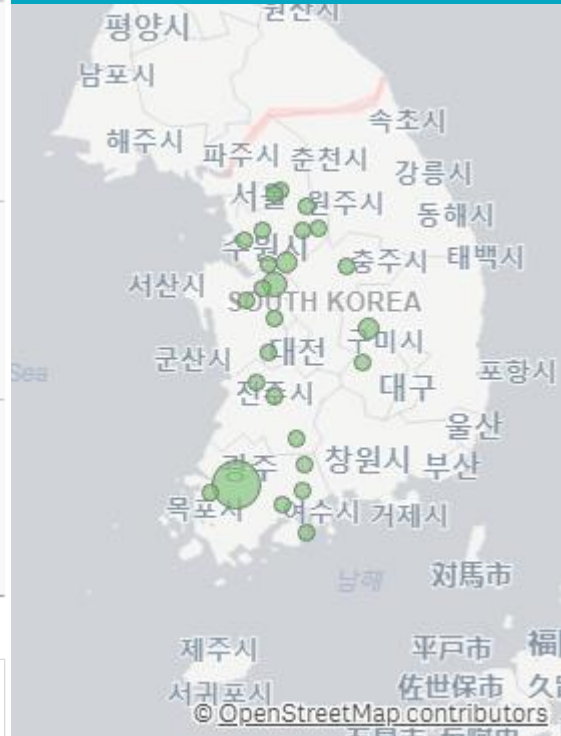 원산시
평양시
남포시
속초시
해주시
파주시 춘천시
강릉시
서울
원주시
동해시
수원시
충주시
태백시
서산시
SOUTH KOREA
구미시
군산시
대전
Sea
포항시
전주시
대구
울산
광주
창원시
부산
목포시
여수시
거제시
남해
対馬市
제주시
平戸市
福
서귀포시
佐世保市
久
© OpenStreetMap contributors